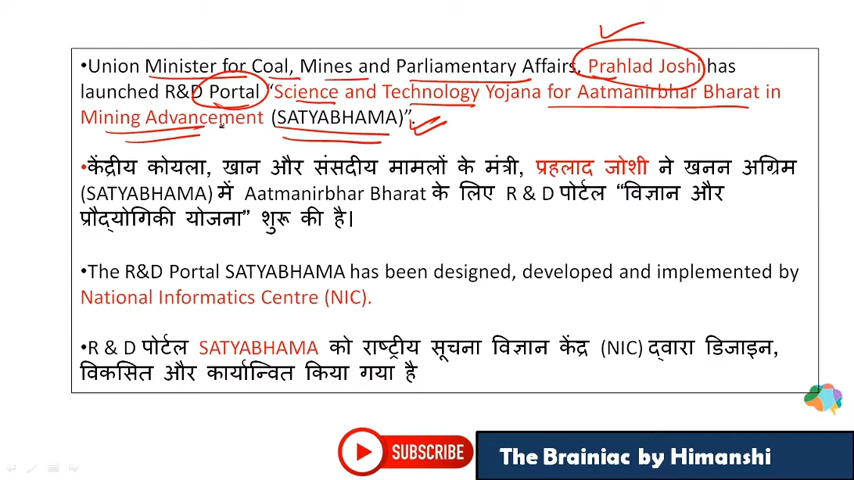 •Union Minister for Coal, Mines and Parliamentary Affairs, Prahlad Joshi has
launched R&D Portal "Science and Technology Yojana for Aatmanirbhar Bharat in
Mining Advancement (SATYABHAMA)".
•केंद्रीय कोयला, खान और संसदीय मामलों के मंत्री, प्रहलाद जोशी ने खनन अग्रिम
(SATYABHAMA) में Aatmanirbhar Bharat के लिए R & D पोर्टल “विज्ञान और
प्रौद्योगिकी योजना” शुरू की है।
•The R&D Portal SATYABHAMA has been designed, developed and implemented by
National Informatics Centre (NIC).
•R & D पोर्टल SATYABHAMA को राष्ट्रीय सूचना विज्ञान केंद्र (NIC) द्वारा डिजाइन,
विकसित और कार्यान्वित किया गया है
SUBSCRIBE
The Brainiac by Himanshi